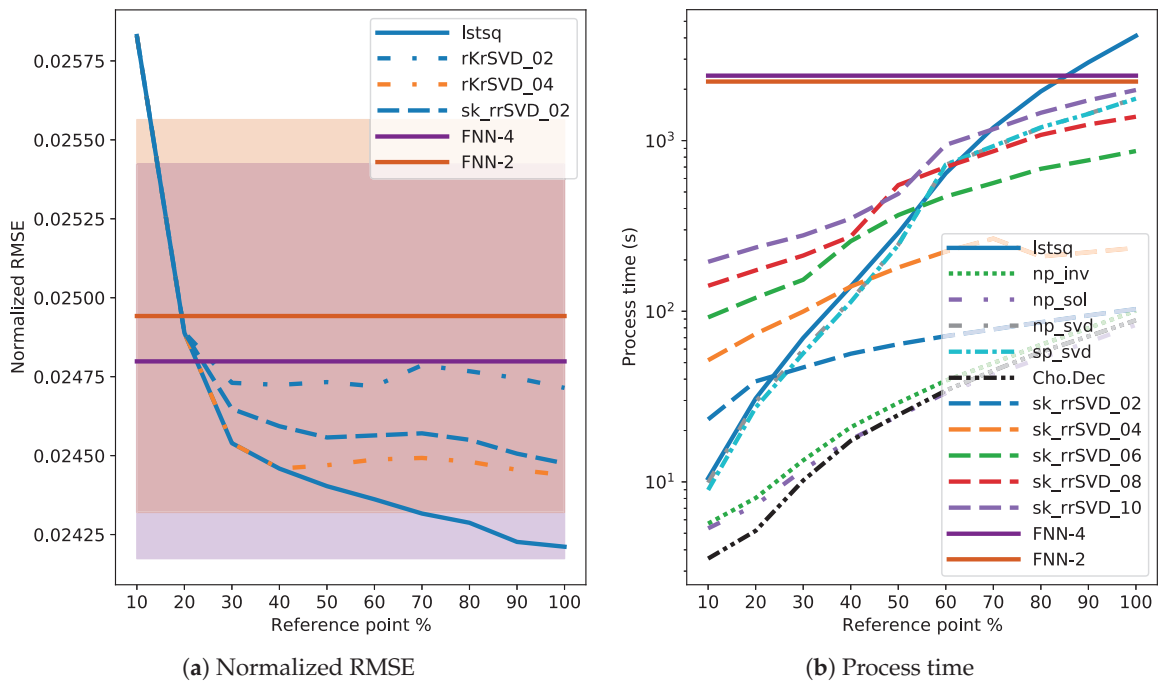 Normalized RMSE
0.02575
0.02550
0.02525
0.02500
0.02475
0.02450
0.02425
lstsq
rKrSVD_02
rKrSVD_04
sk_rrSVD_02
FNN-4
FNN-2
10 20 30 40 50 60 70 80 90 100
Reference point %
(a) Normalized RMSE
Process time (s)
10³
10²
10¹
lstsq
np_inv
np_sol
np_svd
sp_svd
Cho.Dec
sk_rrSVD_02
sk_rrSVD_04
sk_rrSVD_06
sk_rrSVD_08
sk_rrSVD_10
FNN-4
FNN-2
10 20 30 40 50 60 70 80 90 100
Reference point %
(b) Process time